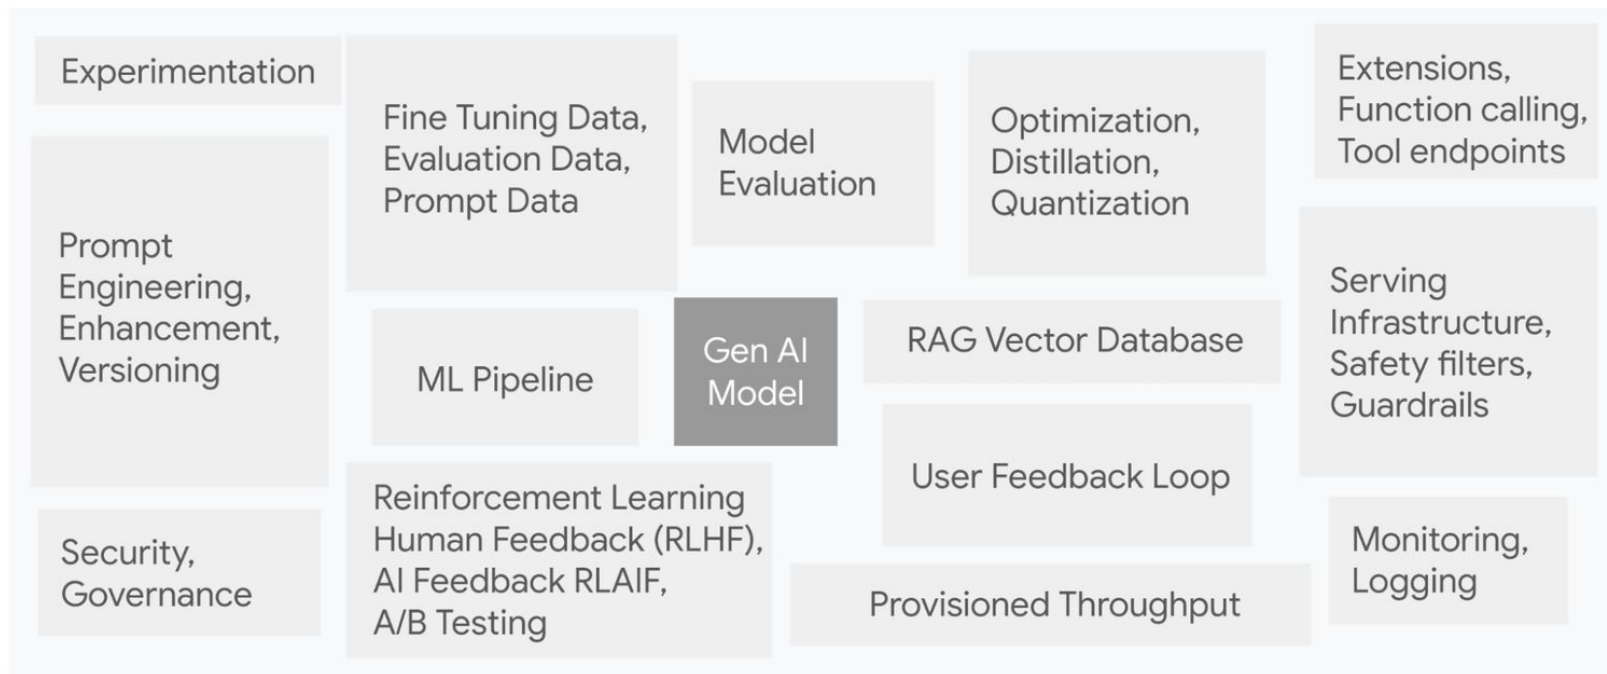 Experimentation
Fine Tuning Data,
Evaluation Data,
Prompt Data
Model
Evaluation
Optimization,
Distillation,
Quantization
Extensions,
Function calling,
Tool endpoints
Prompt
Engineering,
Enhancement,
Versioning
ML Pipeline
Gen AI
Model
RAG Vector Database
Serving
Infrastructure,
Safety filters,
Guardrails
User Feedback Loop
Security,
Governance
Reinforcement Learning
Human Feedback (RLHF),
AI Feedback RLAIF,
A/B Testing
Provisioned Throughput
Monitoring,
Logging